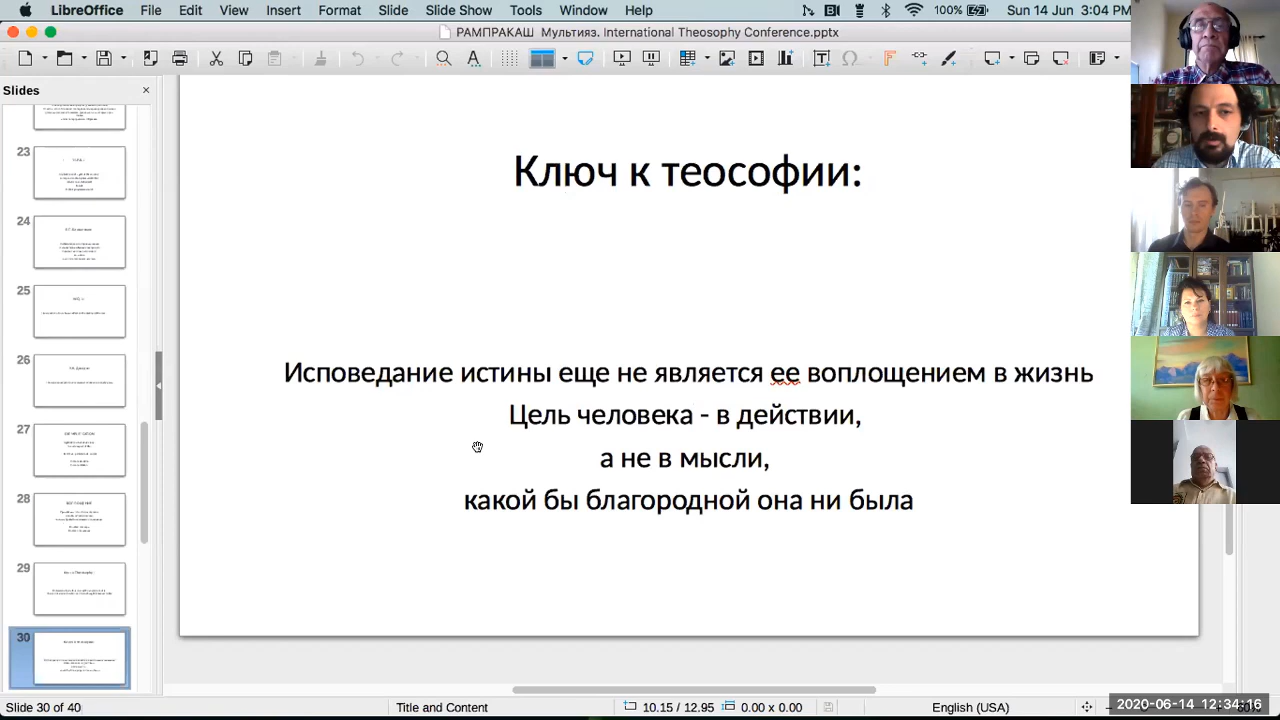 LibreOffice File Edit View Insert Format Slide Slide Show Tools Window Help 100% Sun 14 Jun 3:04 PM
РАМПРАКАШ Мультияз. International Theosophy Conference.pptx
Slides
23
24
25
26
27
28
29
30
Ключ к теософии:
Исповедание истины еще не является ее воплощением в жизнь
Цель человека - в действии,
а не в мысли,
какой бы благородной она ни была
Slide 30 of 40 Title and Content 10.15 / 12.95 0.00 x 0.00 English (USA)
2020-06-14 12:34:16